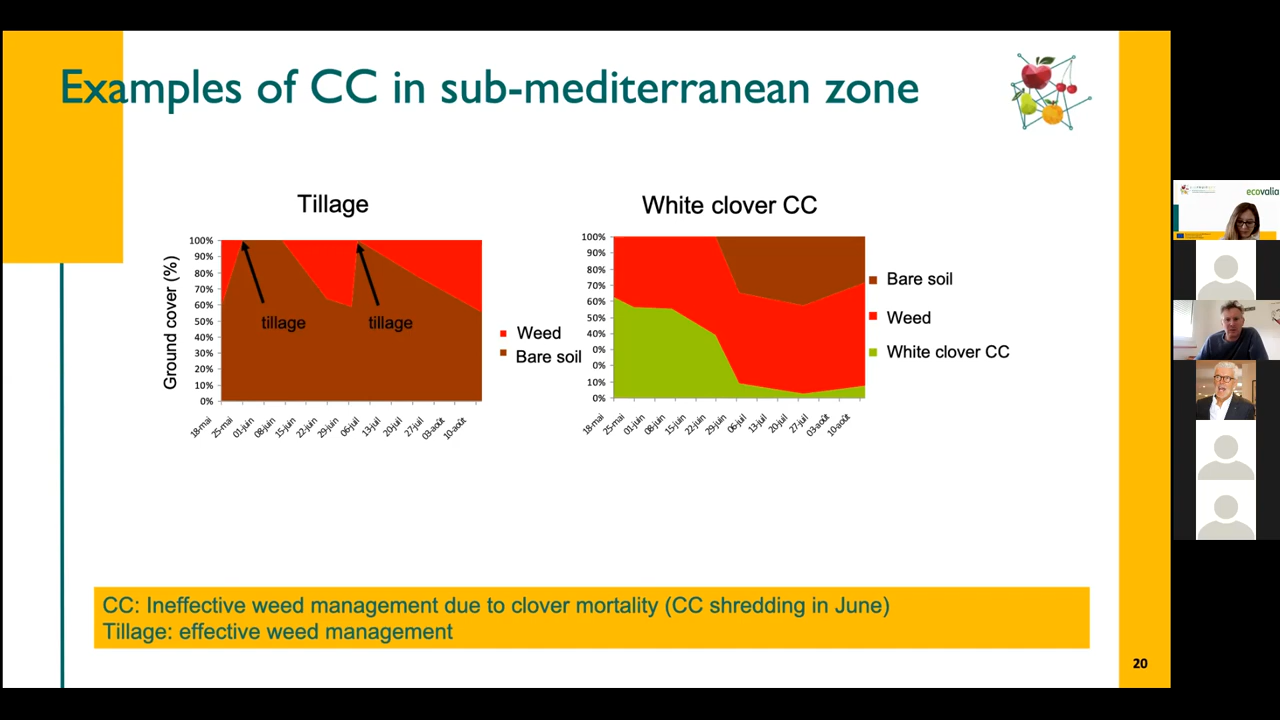 Examples of CC in sub-mediterranean zone
Tillage
Ground cover (%)
100%
90%
80%
70%
60%
50%
40%
30%
20%
10%
0%
tillage
tillage
18-mai
25-mai
01-juin
08-juin
15-juin
22-juin
29-juin
06-juil
13-juil
20-juil
27-juil
03-août
10-août
Weed
Bare soil
White clover CC
100%
90%
80%
70%
60%
50%
40%
0%
0%
10%
0%
18-mai
25-mai
01-juin
08-juin
15-juin
22-juin
29-juin
06-juil
13-juil
20-juil
27-juil
03-août
10-août
Bare soil
Weed
White clover CC
CC: Ineffective weed management due to clover mortality (CC shredding in June)
Tillage: effective weed management
20
ecovalia